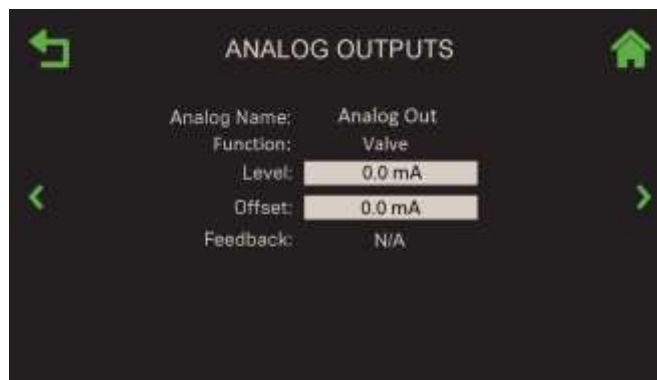 ANALOG OUTPUTS
Analog Name: Analog Out
Function: Valve
Level: 0.0 mA
Offset: 0.0 mA
Feedback: N/A